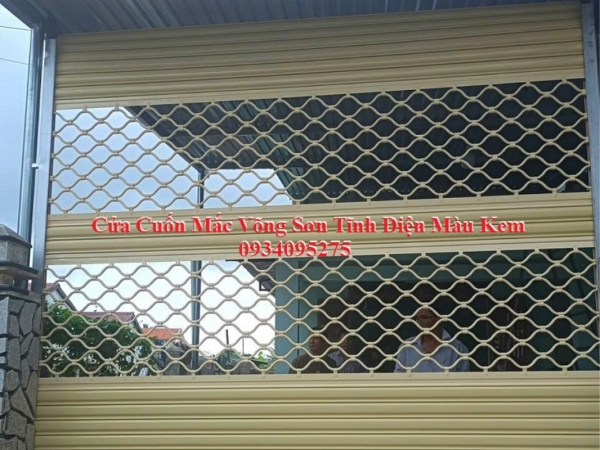 Cửa Cuốn Mắc Võng Sơn Tĩnh Điện Màu Kem
0934095275